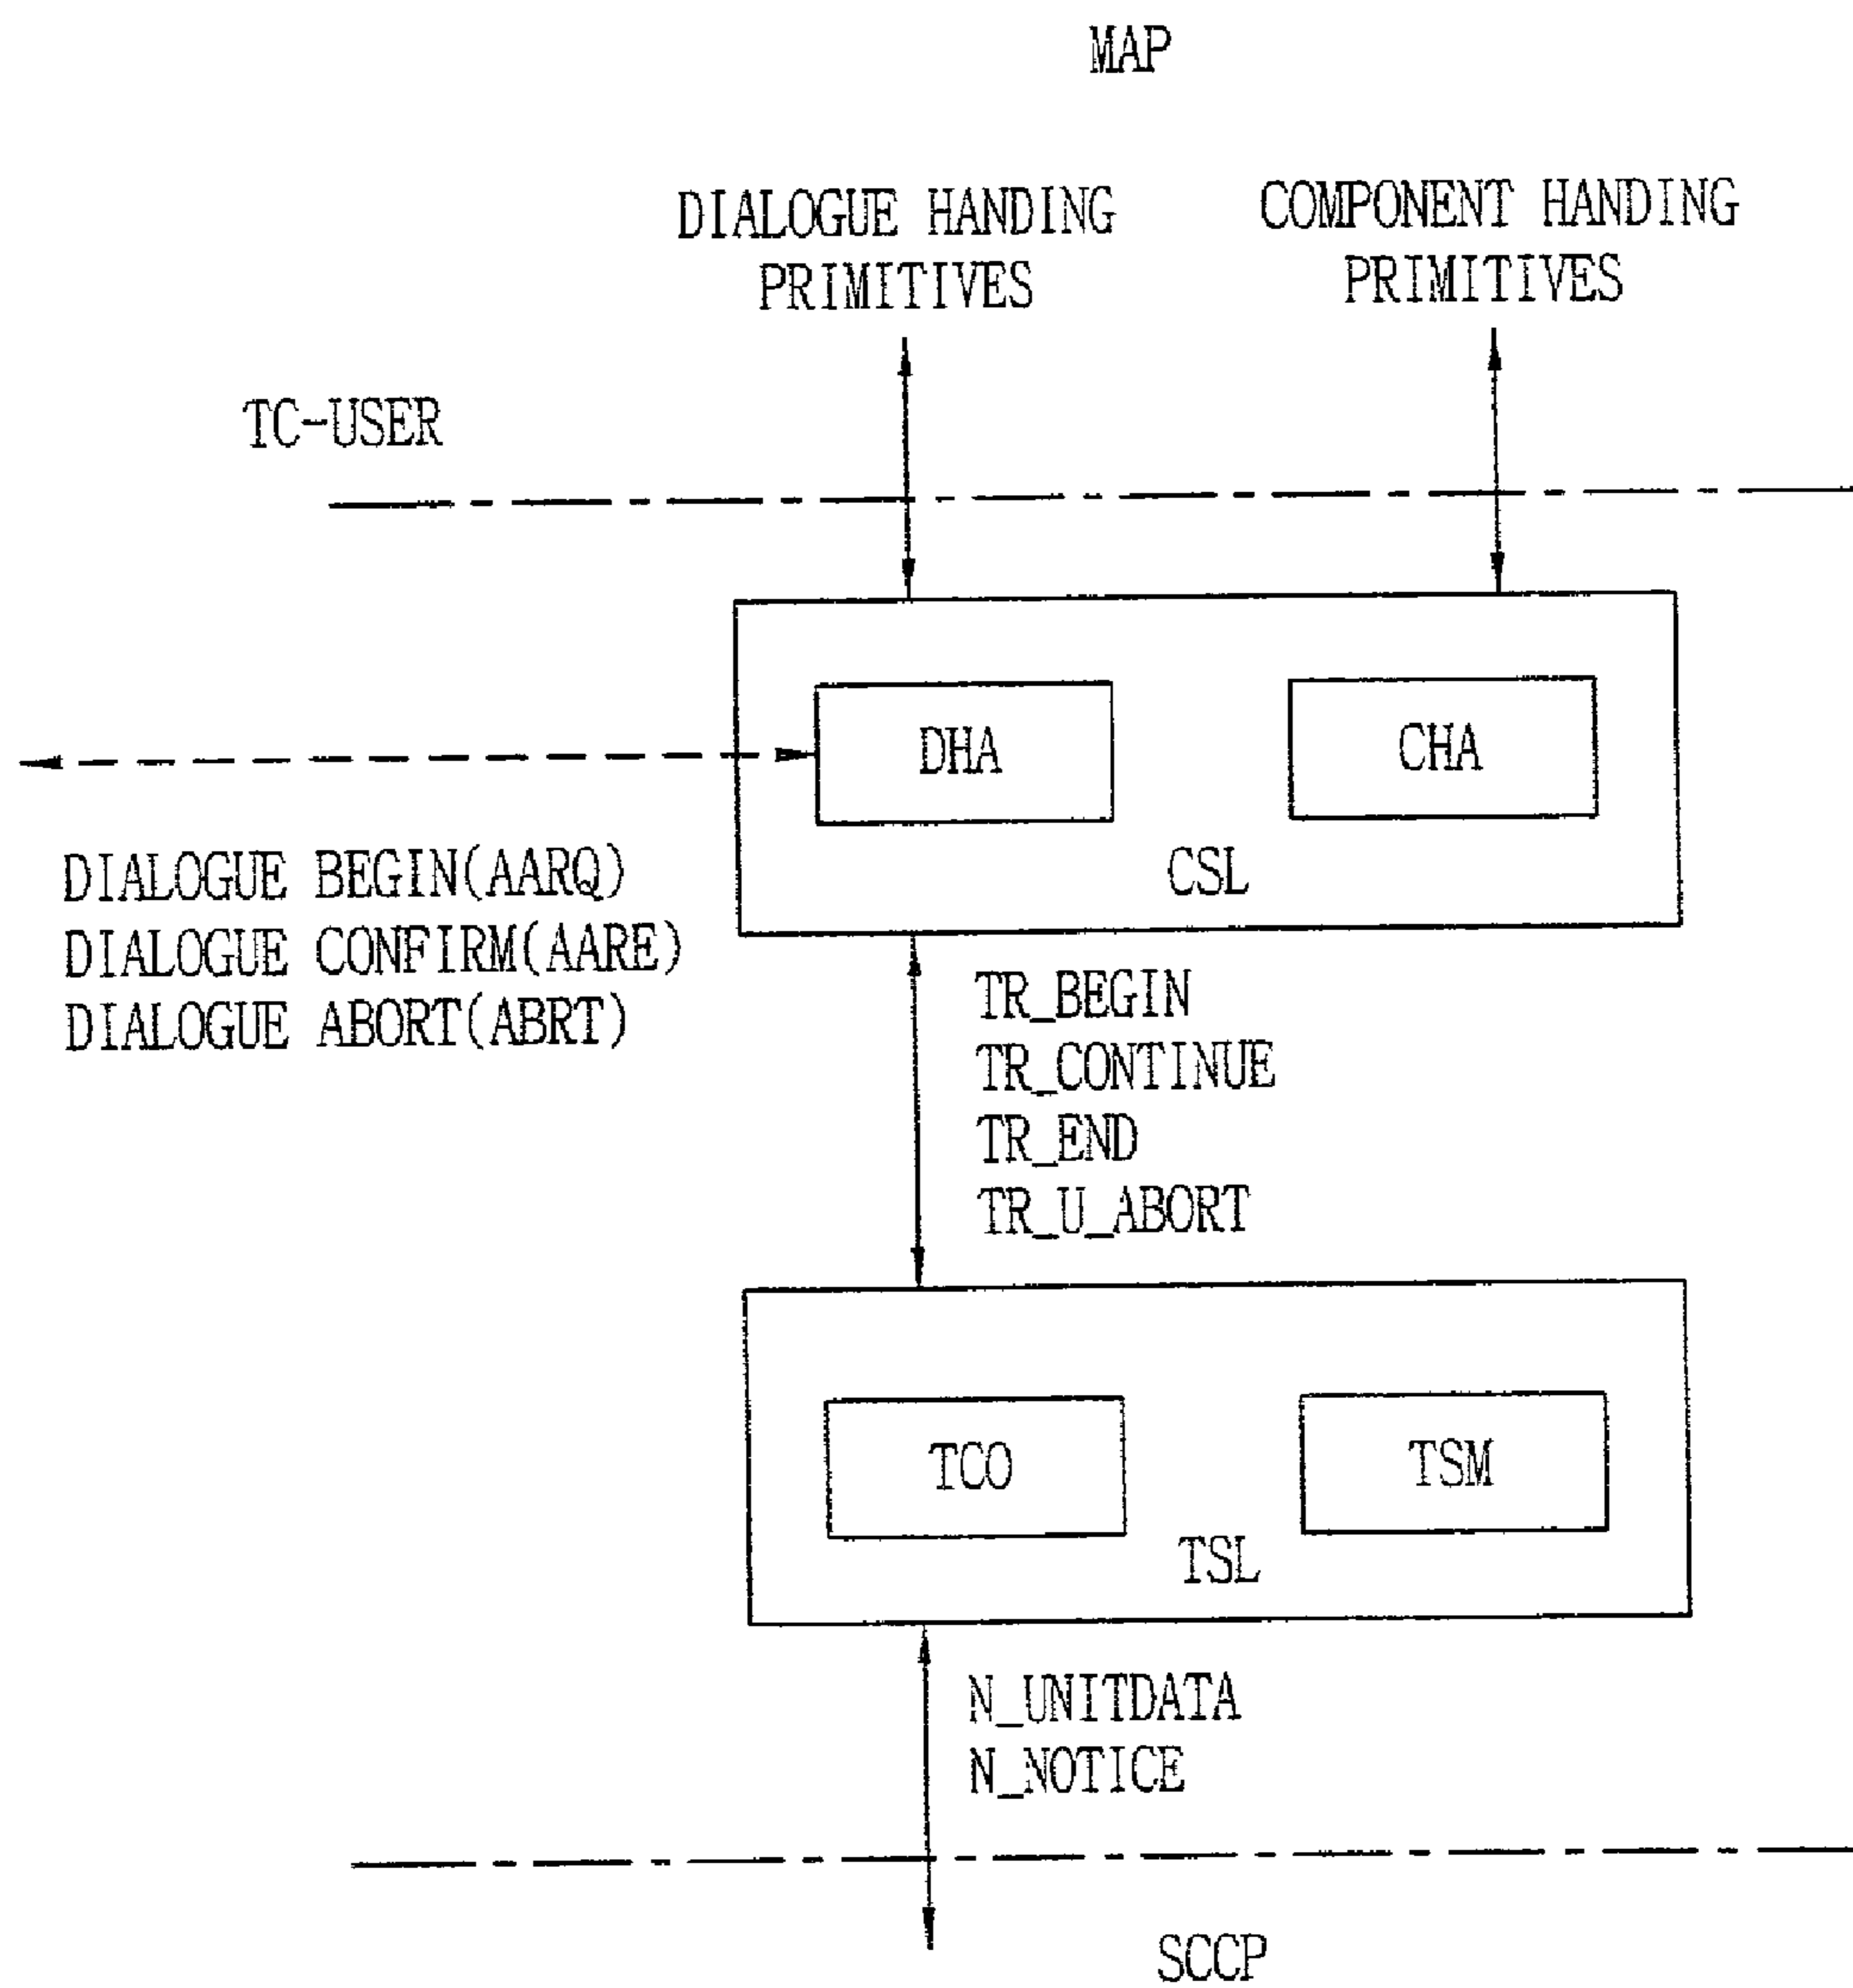 MAP
DIALOGUE HANDING
PRIMITIVES
COMPONENT HANDING
PRIMITIVES
TC-USER
DHA
CHA
CSL
DIALOGUE BEGIN(AARQ)
DIALOGUE CONFIRM(AARE)
DIALOGUE ABORT(ABRT)
TR_BEGIN
TR_CONTINUE
TR_END
TR_U_ABORT
TCO
TSM
TSL
N_UNITDATA
N_NOTICE
SCCP